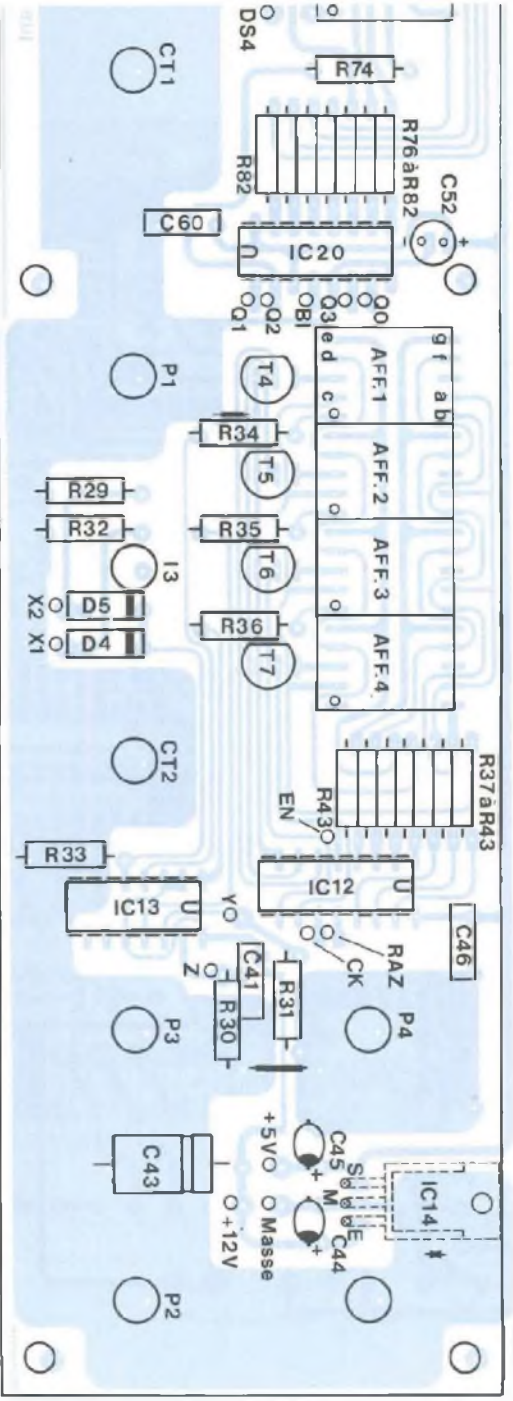 DS4
CT1
R74
R76àR82
R82
C52
+
-
C60
IC20
Q1
Q2
BI
Q3
Q0
P1
T4
e d c
g f a b
AFF.1
R34
T5
AFF.2
R29
R32
R35
I3
T6
AFF.3
X2
D5
X1
D4
R36
T7
AFF.4
CT2
R43
EN
R37àR43
R33
IC13
U
Y
IC12
U
C46
RAZ
CK
Z
C41
R30
R31
P3
P4
+5V
C45
+
S
M
E
IC14
*
C43
+12V
Masse
C44
+
P2